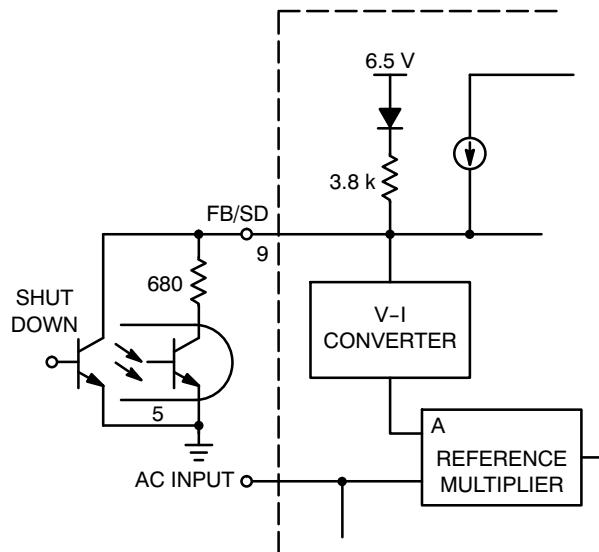 6.5 V
3.8 k
FB/SD
9
680
SHUT
DOWN
V-I
CONVERTER
5
A
REFERENCE
MULTIPLIER
AC INPUT